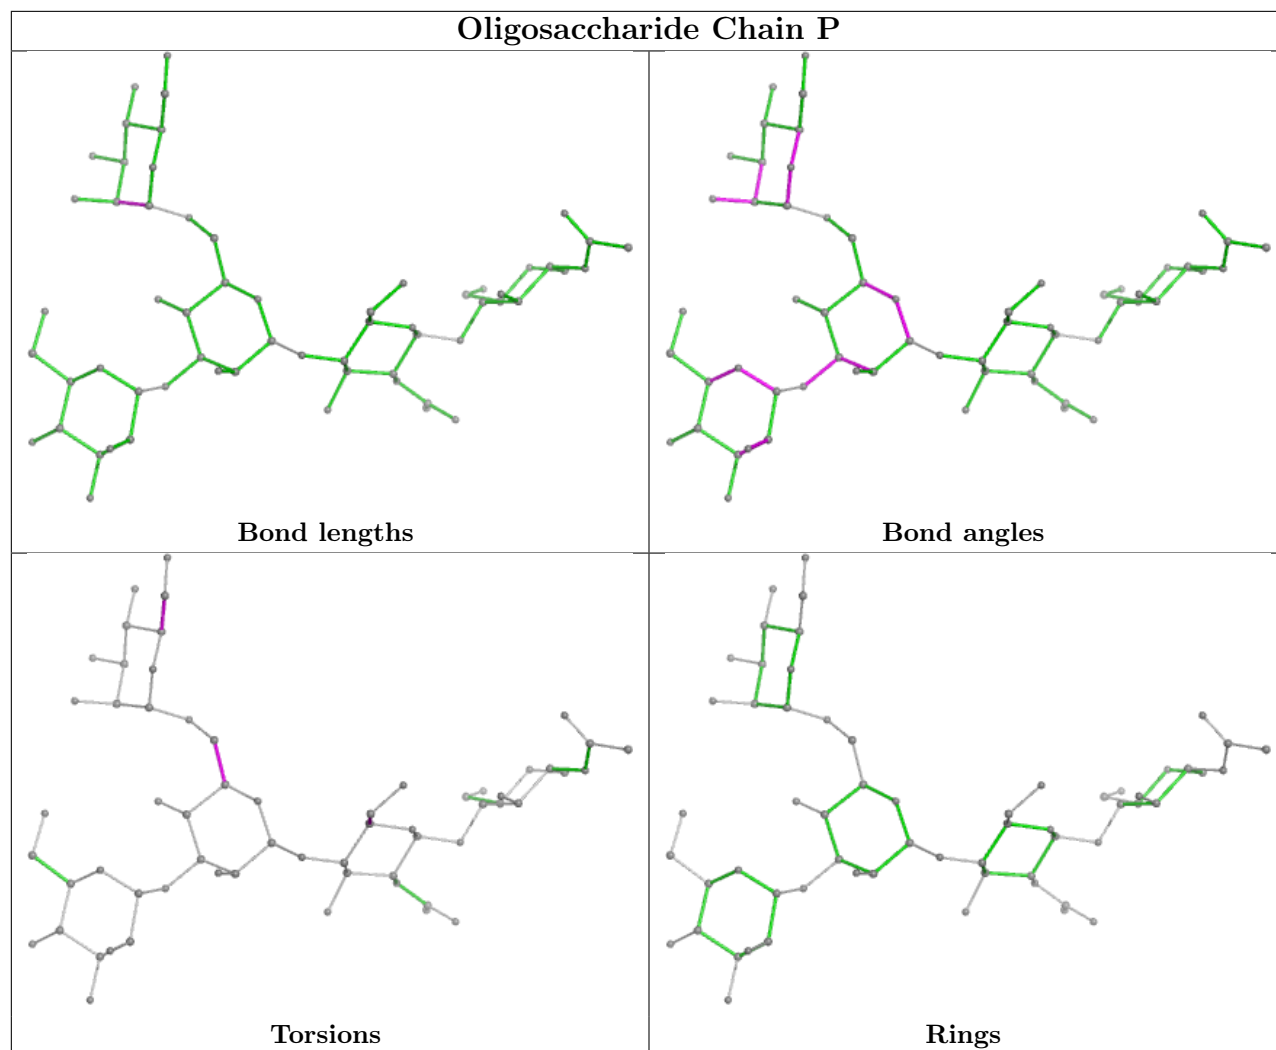 Oligosaccharide Chain P
Bond lengths
Bond angles
Torsions
Rings